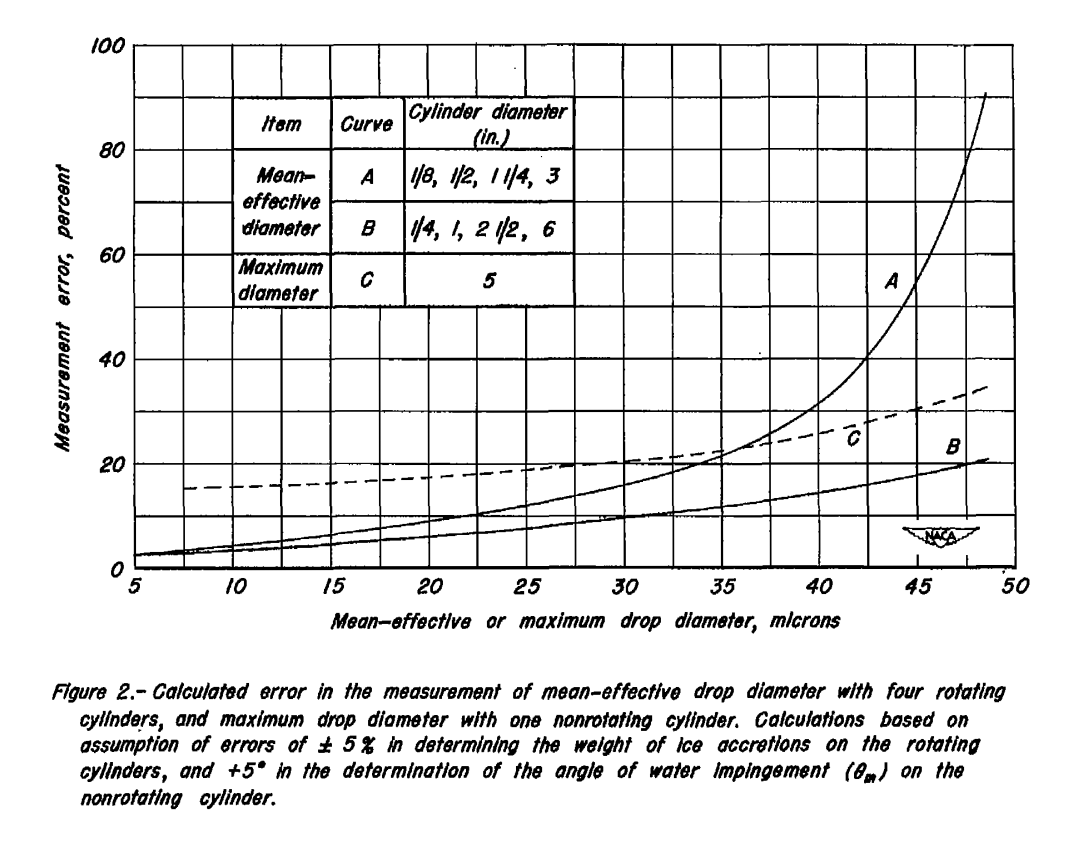 100
80
60
40
20
0
Measurement error, percent
Item Curve Cylinder diameter (in.)
Mean-effective diameter A 1/8, 1/2, 1 1/4, 3
B 1/4, 1, 2 1/2, 6
Maximum diameter C 5
A
C
B
NACA
5 10 15 20 25 30 35 40 45 50
Mean-effective or maximum drop diameter, microns
Figure 2.- Calculated error in the measurement of mean-effective drop diameter with four rotating
cylinders, and maximum drop diameter with one nonrotating cylinder. Calculations based on
assumption of errors of ± 5 % in determining the weight of ice accretions on the rotating
cylinders, and +5° in the determination of the angle of water impingement (θm) on the
nonrotating cylinder.